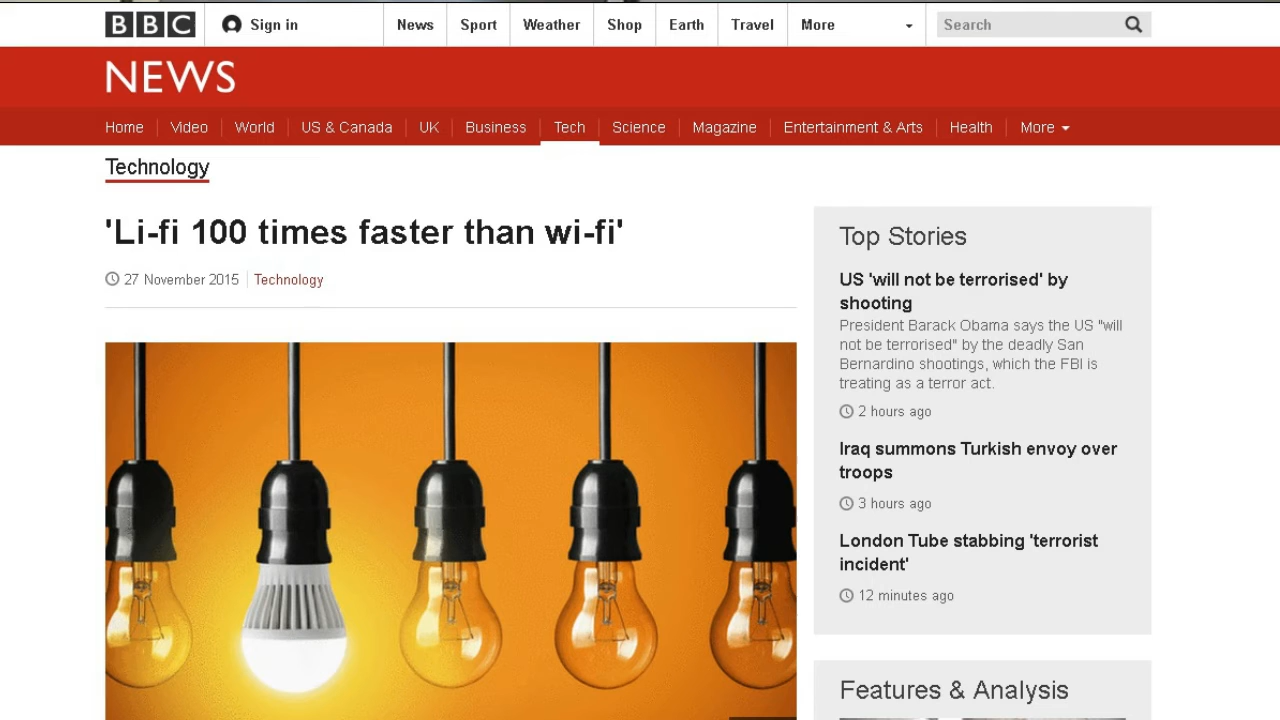 BBC Sign in News Sport Weather Shop Earth Travel More Search
NEWS
Home Video World US & Canada UK Business Tech Science Magazine Entertainment & Arts Health More
Technology
'Li-fi 100 times faster than wi-fi'
27 November 2015 Technology
Top Stories
US 'will not be terrorised' by
shooting
President Barack Obama says the US "will
not be terrorised" by the deadly San
Bernardino shootings, which the FBI is
treating as a terror act.
2 hours ago
Iraq summons Turkish envoy over
troops
3 hours ago
London Tube stabbing 'terrorist
incident'
12 minutes ago
Features & Analysis